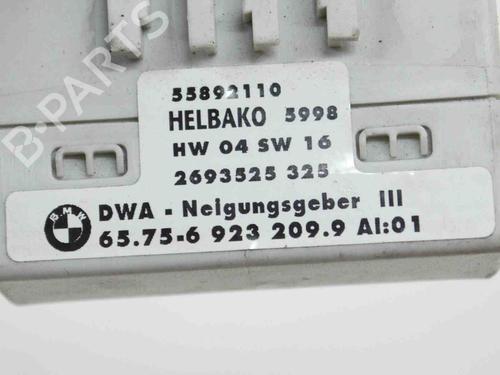 B-PARTS
55892110
HELBAKO 5998
HW 04 SW 16
2693525 325
BMW
DWA - Neigungsgeber III
65.75-6 923 209.9 AI:01